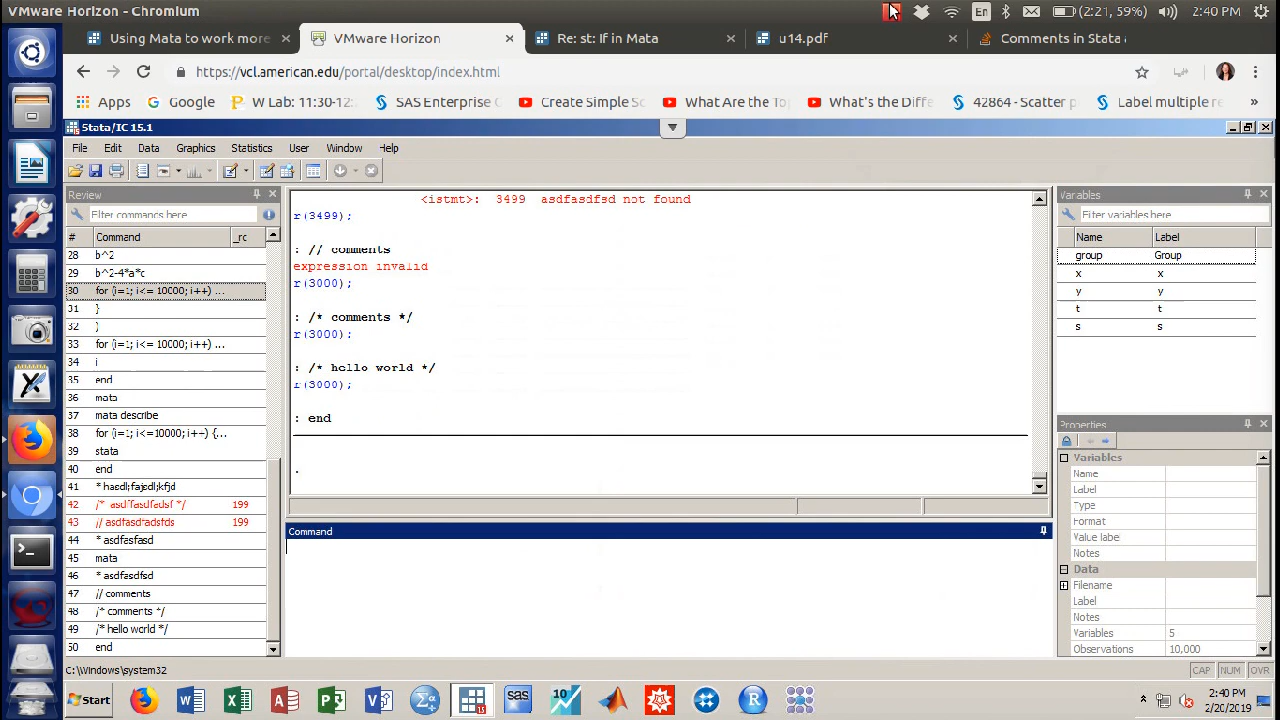 VMware Horizon - Chromium
En
(2:21, 59%)
2:40 PM
Using Mata to work more
VMware Horizon
Re: st: If in Mata
u14.pdf
Comments in Stata a
https://vcl.american.edu/portal/desktop/index.html
Apps
Google
W Lab: 11:30-12:
SAS Enterprise G
Create Simple Sc
What Are the Top
What's the Diffe
42864 - Scatter p
Label multiple re
»
Stata/IC 15.1
File Edit Data Graphics Statistics User Window Help
Review
Filter commands here
# Command _rc
28 b^2
29 b^2-4*a*c
30 for (i=1; i<= 10000; i++) ...
31 }
32 }
33 for (i=1; i<= 10000; i++) ...
34 i
35 end
36 mata
37 mata describe
38 for (i=1; i<=10000; i++) {...
39 stata
40 end
41 * hasdl;fajsdl;kfjd
42 /* asdffasdfadsf */ 199
43 // asdfasdfadsfds 199
44 * asdfasfasd
45 mata
46 * asdfasdfsd
47 // comments
48 /* comments */
49 /* hello world */
50 end
<istmt>: 3499 asdfasdfsd not found
r(3499);
: // comments
expression invalid
r(3000);
: /* comments */
r(3000);
: /* hello world */
r(3000);
: end
.
Command
Variables
Filter variables here
Name Label
group Group
x x
y y
t t
s s
Properties
Variables
Name
Label
Type
Format
Value label
Notes
Data
Filename
Label
Notes
Variables 5
Observations 10,000
C:\Windows\system32
CAP NUM OVR
Start
2:40 PM
2/20/2019